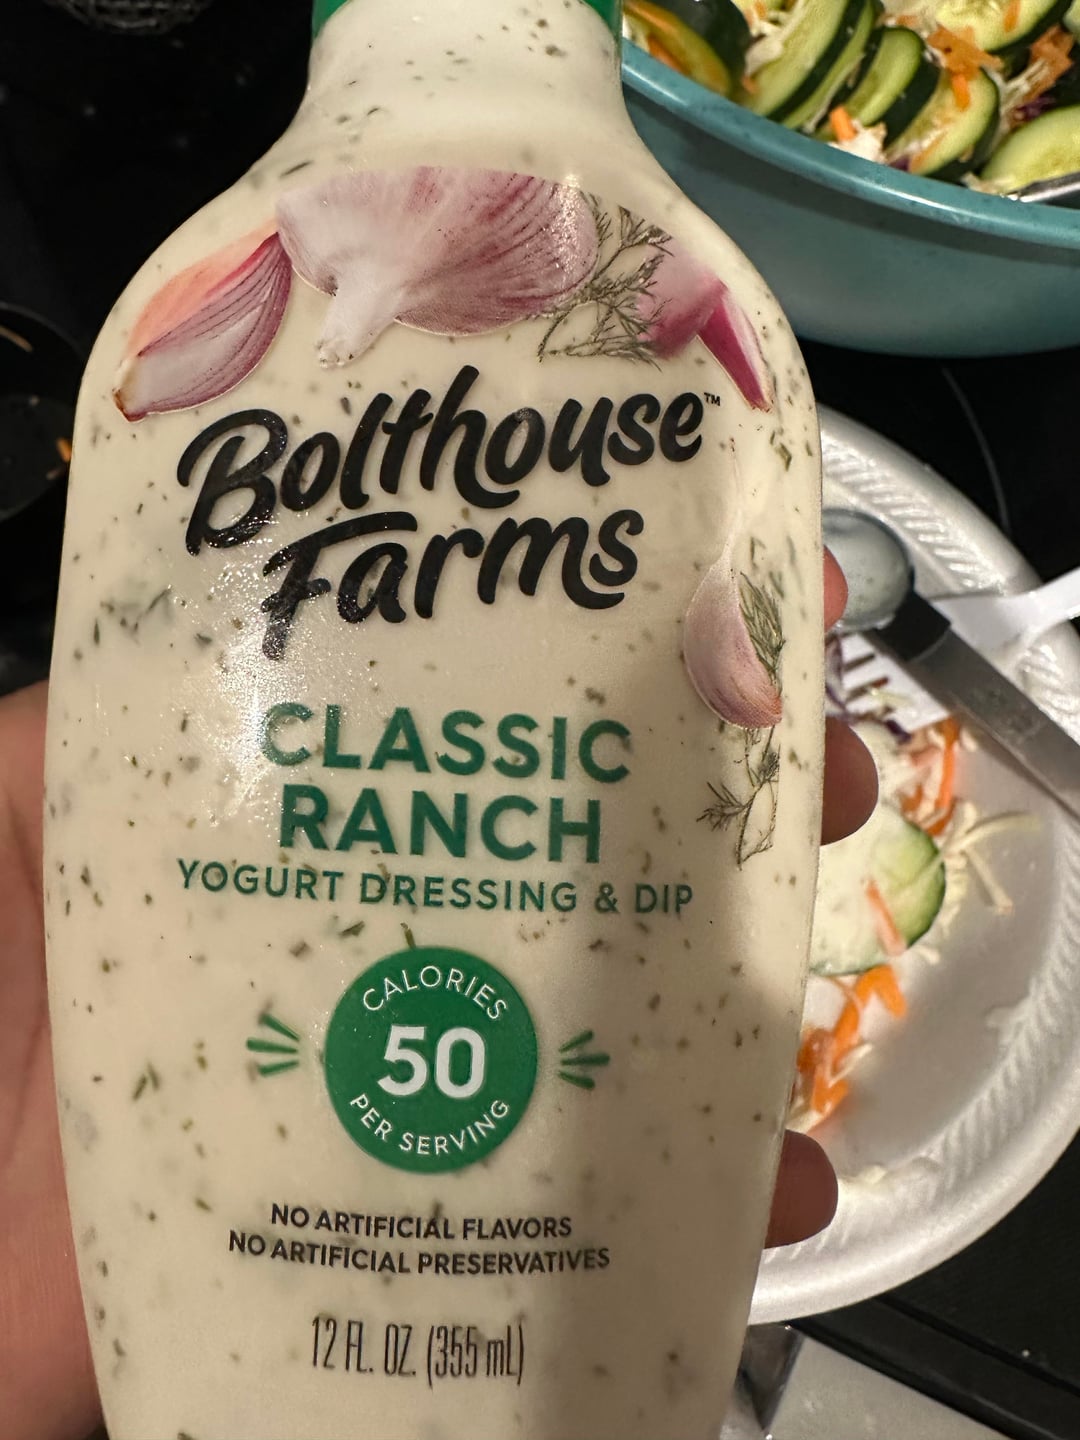 Bolthouse™
Farms
CLASSIC
RANCH
YOGURT DRESSING & DIP
CALORIES
50
PER SERVING
NO ARTIFICIAL FLAVORS
NO ARTIFICIAL PRESERVATIVES
12 FL. OZ. (355 mL)